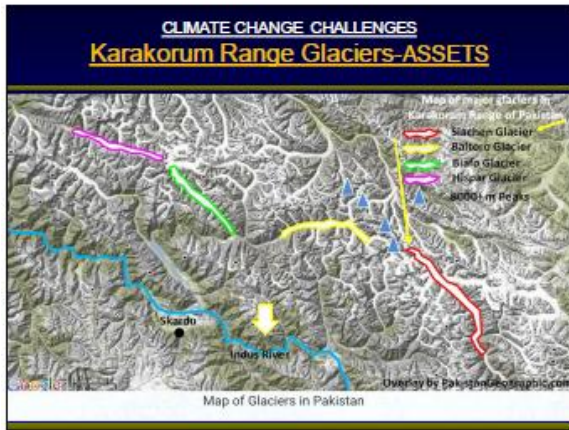 CLIMATE CHANGE CHALLENGES
Karakorum Range Glaciers-ASSETS
Map of major glaciers in
Karakorum Range of Pakistan
Siachen Glacier
Baltoro Glacier
Biafo Glacier
Hispar Glacier
8000+ m Peaks
Skardu
Indus River
Google
Overlay by PakistanGeographic.com
Map of Glaciers in Pakistan